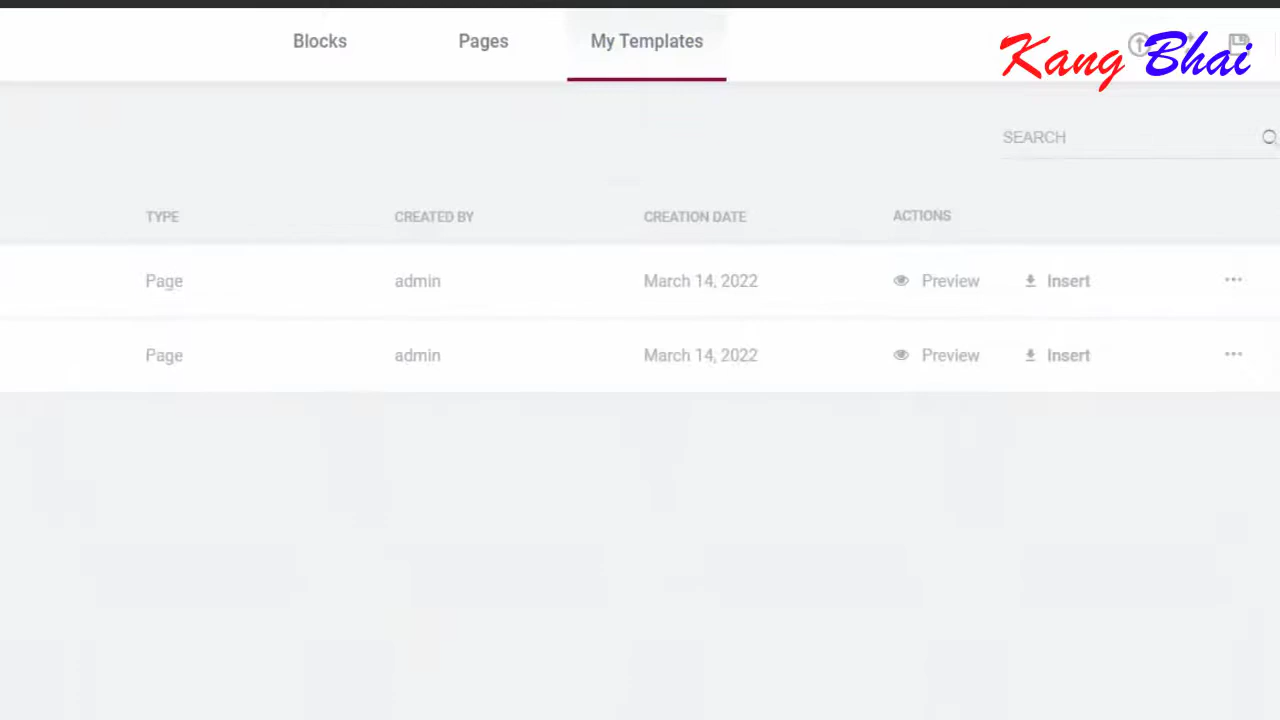 Blocks Pages My Templates Kang Bhai
SEARCH
TYPE CREATED BY CREATION DATE ACTIONS
Page admin March 14, 2022 Preview Insert
Page admin March 14, 2022 Preview Insert